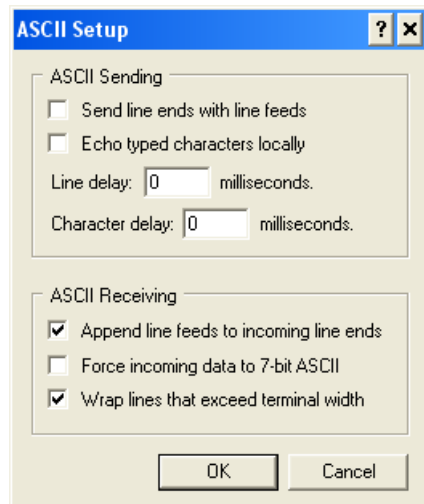 ASCII Setup
ASCII Sending
Send line ends with line feeds
Echo typed characters locally
Line delay: 0 milliseconds.
Character delay: 0 milliseconds.
ASCII Receiving
Append line feeds to incoming line ends
Force incoming data to 7-bit ASCII
Wrap lines that exceed terminal width
OK Cancel